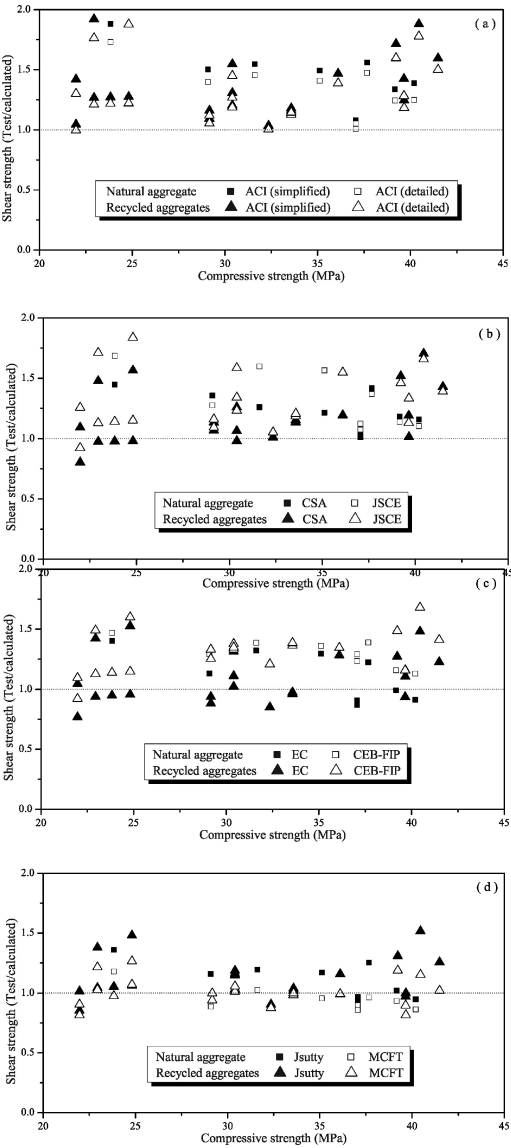 ( a )
2.0
1.5
1.0
0.5
0.0
Shear strength (Test/calculated)
Natural aggregate ACI (simplified) ACI (detailed)
Recycled aggregates ACI (simplified) ACI (detailed)
20 25 30 35 40 45
Compressive strength (MPa)
( b )
2.0
1.5
1.0
0.5
0.0
Shear strength (Test/calculated)
Natural aggregate CSA JSCE
Recycled aggregates CSA JSCE
20 25 30 35 40 45
Compressive strength (MPa)
( c )
2.0
1.5
1.0
0.5
0.0
Shear strength (Test/calculated)
Natural aggregate EC CEB-FIP
Recycled aggregates EC CEB-FIP
20 25 30 35 40 45
Compressive strength (MPa)
( d )
2.0
1.5
1.0
0.5
0.0
Shear strength (Test/calculated)
Natural aggregate Jsutty MCFT
Recycled aggregates Jsutty MCFT
20 25 30 35 40 45
Compressive strength (MPa)